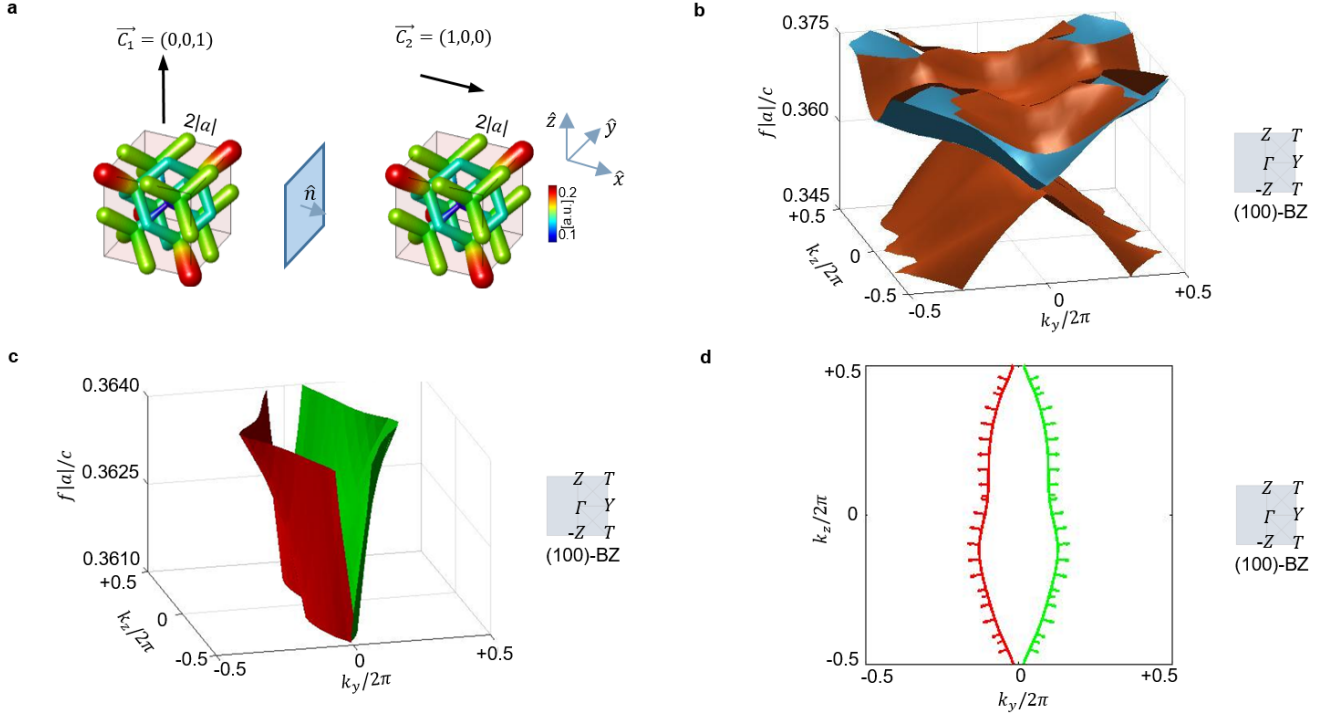 a
C₁ = (0,0,1)
C₂ = (1,0,0)
2|a|
n̂
2|a|
ẑ
ŷ
x̂
0.2
[a.u.]
0.1
b
0.375
0.360
0.345
f|a|/c
+0.5
0
-0.5
k_z/2π
-0.5
0
+0.5
k_y/2π
Z T
Γ Y
-Z T
(100)-BZ
c
0.3640
0.3625
0.3610
f|a|/c
+0.5
0
-0.5
k_z/2π
-0.5
0
+0.5
k_y/2π
Z T
Γ Y
-Z T
(100)-BZ
d
+0.5
0
-0.5
k_z/2π
-0.5
0
+0.5
k_y/2π
Z T
Γ Y
-Z T
(100)-BZ